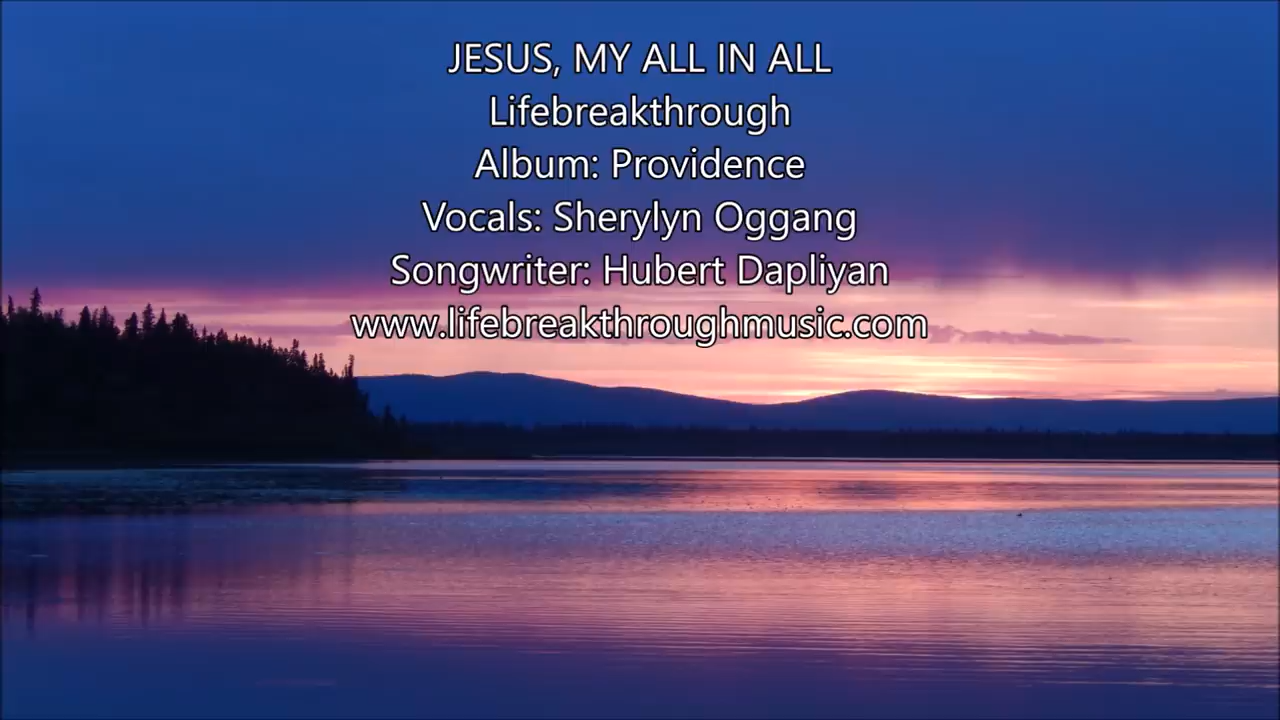 JESUS, MY ALL IN ALL
Lifebreakthrough
Album: Providence
Vocals: Sherylyn Oggang
Songwriter: Hubert Dapliyan
www.lifebreakthroughmusic.com